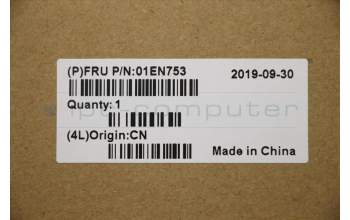 (P)FRU P/N:01EN753 2019-09-30
Quanty: 1
(4L)Origin:CN
Made in China